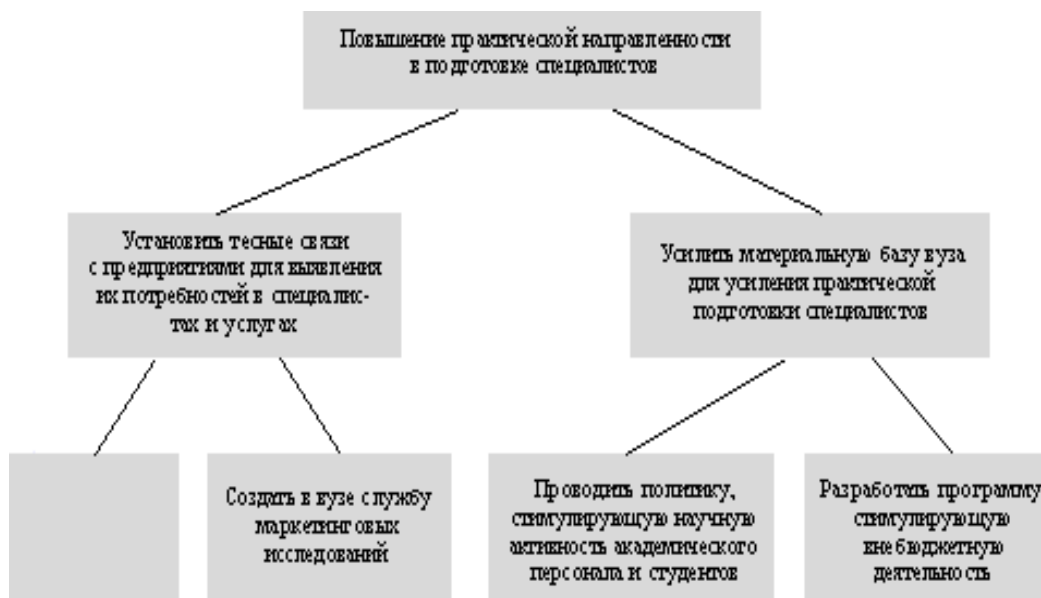 Повышение практической направленности
в подготовке специалистов
Установить тесные связи
с предприятиями для выявления
их потребностей в специалис-
тах и услугах
Усилить материальную базу вуза
для усиления практической
подготовки специалистов
Создать в вузе службу
маркетинговых
исследований
Проводить политику,
стимулирующую научную
активность академического
персонала и студентов
Разработать программу
стимулирующую
внебюджетную
деятельность